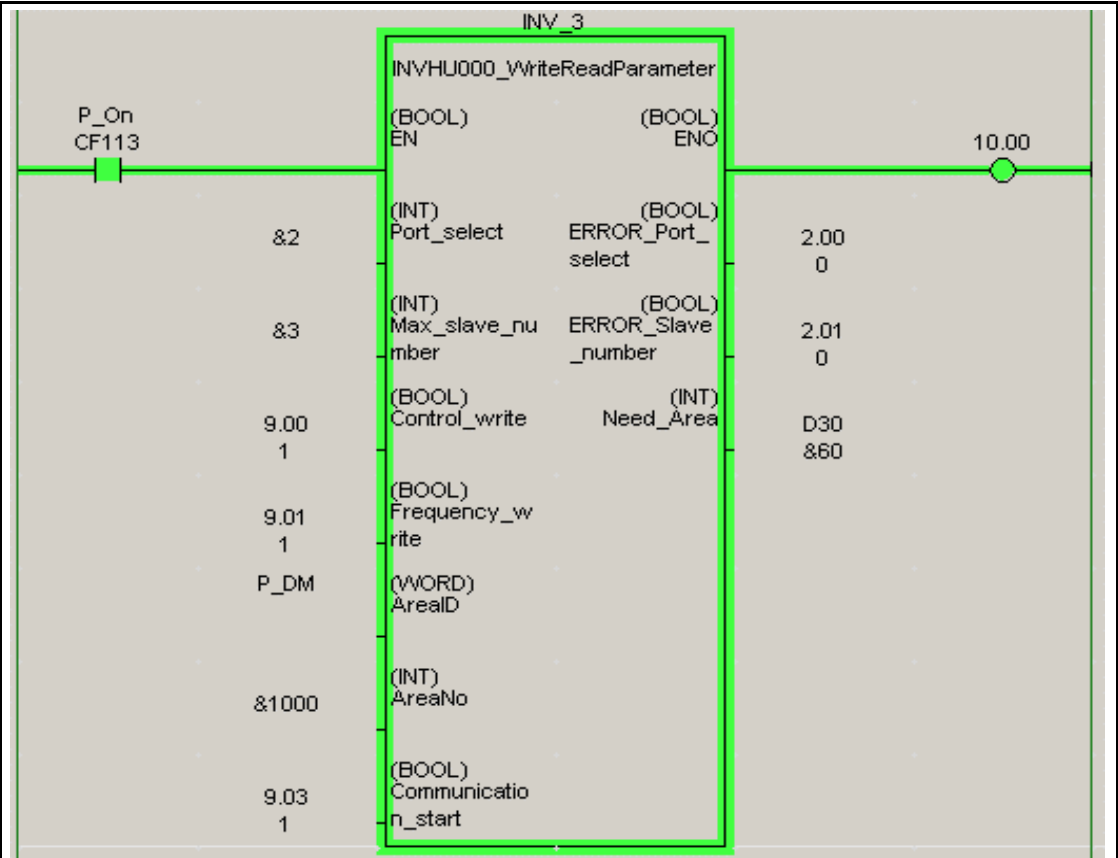 INV_3
INVHU000_WriteReadParameter
P_On
CF113
(BOOL)
EN
(BOOL)
ENO
10.00
&2
(INT)
Port_select
(BOOL)
ERROR_Port_
select
2.00
0
&3
(INT)
Max_slave_nu
mber
(BOOL)
ERROR_Slave
_number
2.01
0
9.00
1
(BOOL)
Control_write
(INT)
Need_Area
D30
&60
9.01
1
(BOOL)
Frequency_w
rite
P_DM
(WORD)
AreaID
&1000
(INT)
AreaNo
9.03
1
(BOOL)
Communicatio
n_start